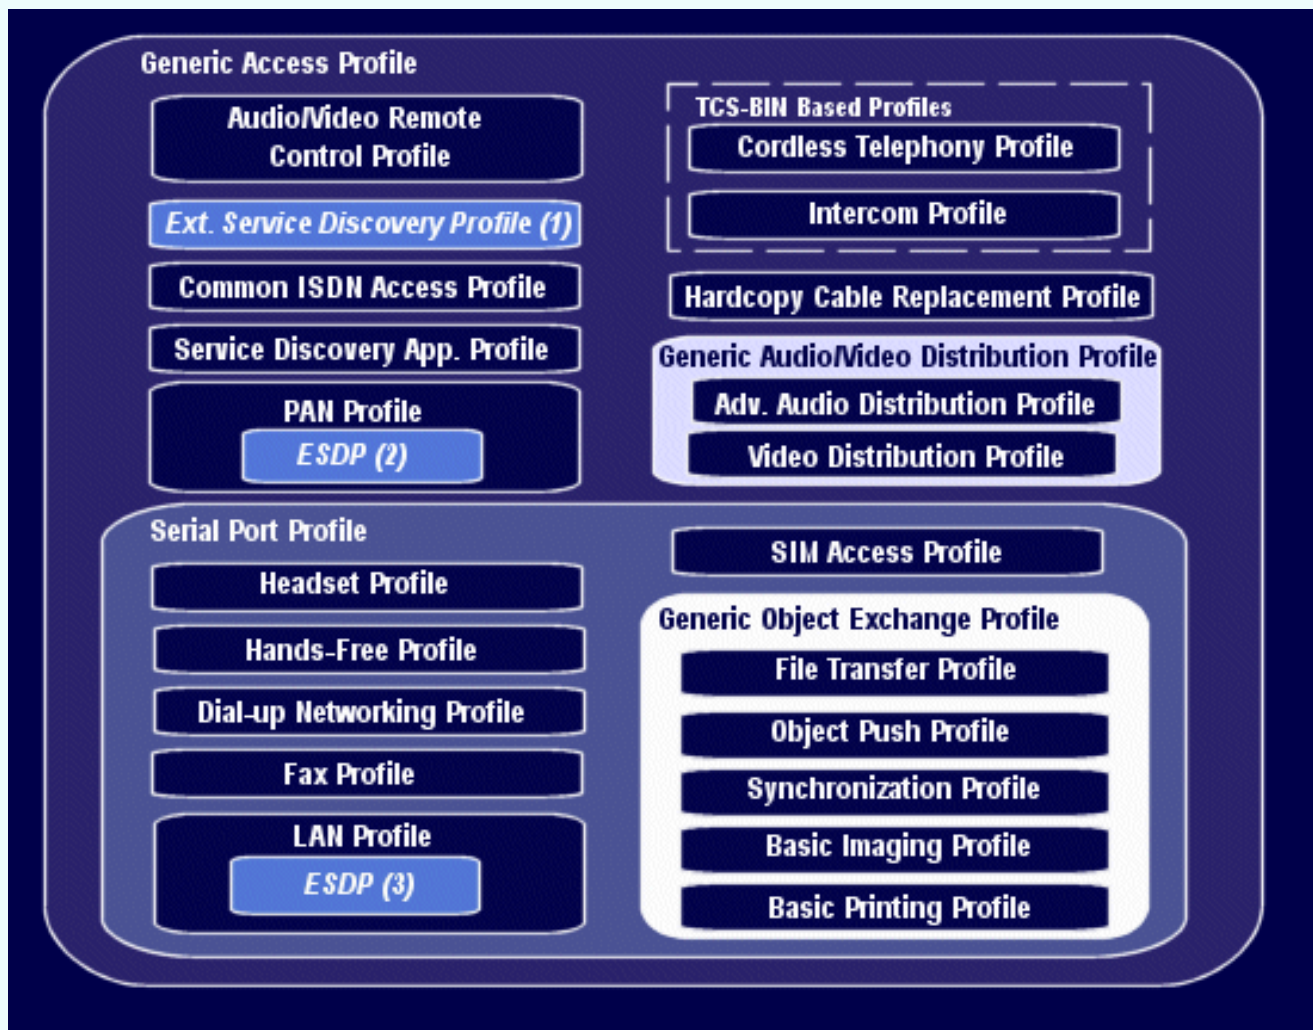 Generic Access Profile
Audio/Video Remote
Control Profile
Ext. Service Discovery Profile (1)
Common ISDN Access Profile
Service Discovery App. Profile
PAN Profile
ESDP (2)
TCS-BIN Based Profiles
Cordless Telephony Profile
Intercom Profile
Hardcopy Cable Replacement Profile
Generic Audio/Video Distribution Profile
Adv. Audio Distribution Profile
Video Distribution Profile
Serial Port Profile
Headset Profile
Hands-Free Profile
Dial-up Networking Profile
Fax Profile
LAN Profile
ESDP (3)
SIM Access Profile
Generic Object Exchange Profile
File Transfer Profile
Object Push Profile
Synchronization Profile
Basic Imaging Profile
Basic Printing Profile